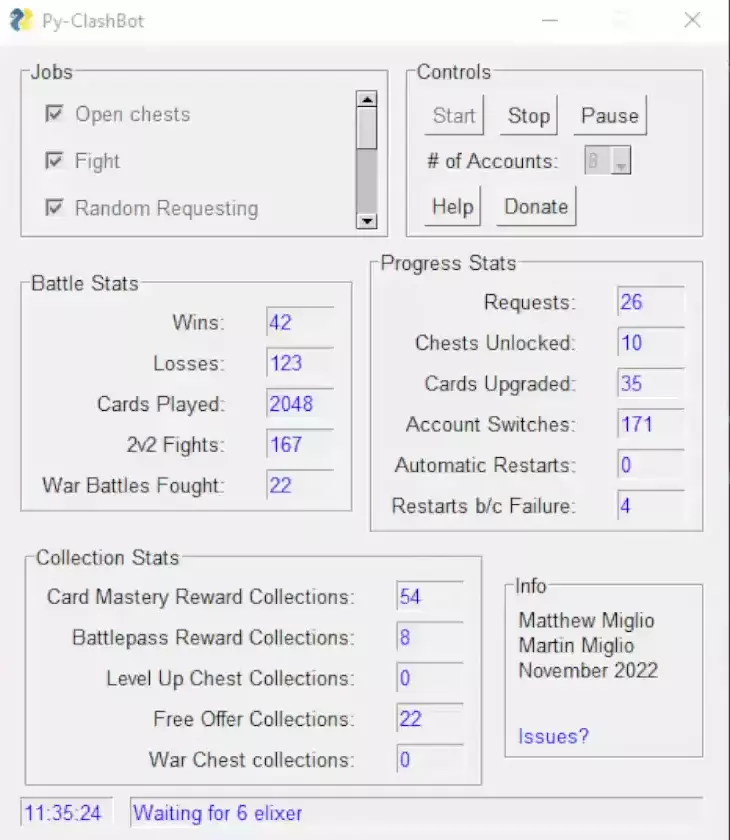 Py-ClashBot
Jobs
Open chests
Fight
Random Requesting
Controls
Start Stop Pause
# of Accounts: 8
Help Donate
Battle Stats
Wins: 42
Losses: 123
Cards Played: 2048
2v2 Fights: 167
War Battles Fought: 22
Progress Stats
Requests: 26
Chests Unlocked: 10
Cards Upgraded: 35
Account Switches: 171
Automatic Restarts: 0
Restarts b/c Failure: 4
Collection Stats
Card Mastery Reward Collections: 54
Battlepass Reward Collections: 8
Level Up Chest Collections: 0
Free Offer Collections: 22
War Chest collections: 0
Info
Matthew Miglio
Martin Miglio
November 2022
Issues?
11:35:24 Waiting for 6 elixer